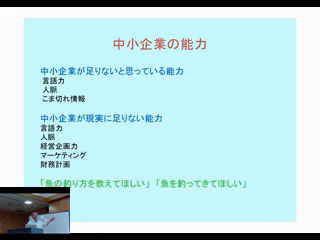 中小企業の能力
中小企業が足りないと思っている能力
言語力
人脈
こま切れ情報
中小企業が現実に足りない能力
言語力
人脈
経営企画力
マーケティング
財務計画
「魚の釣り方を教えてほしい」「魚を釣ってきてほしい」